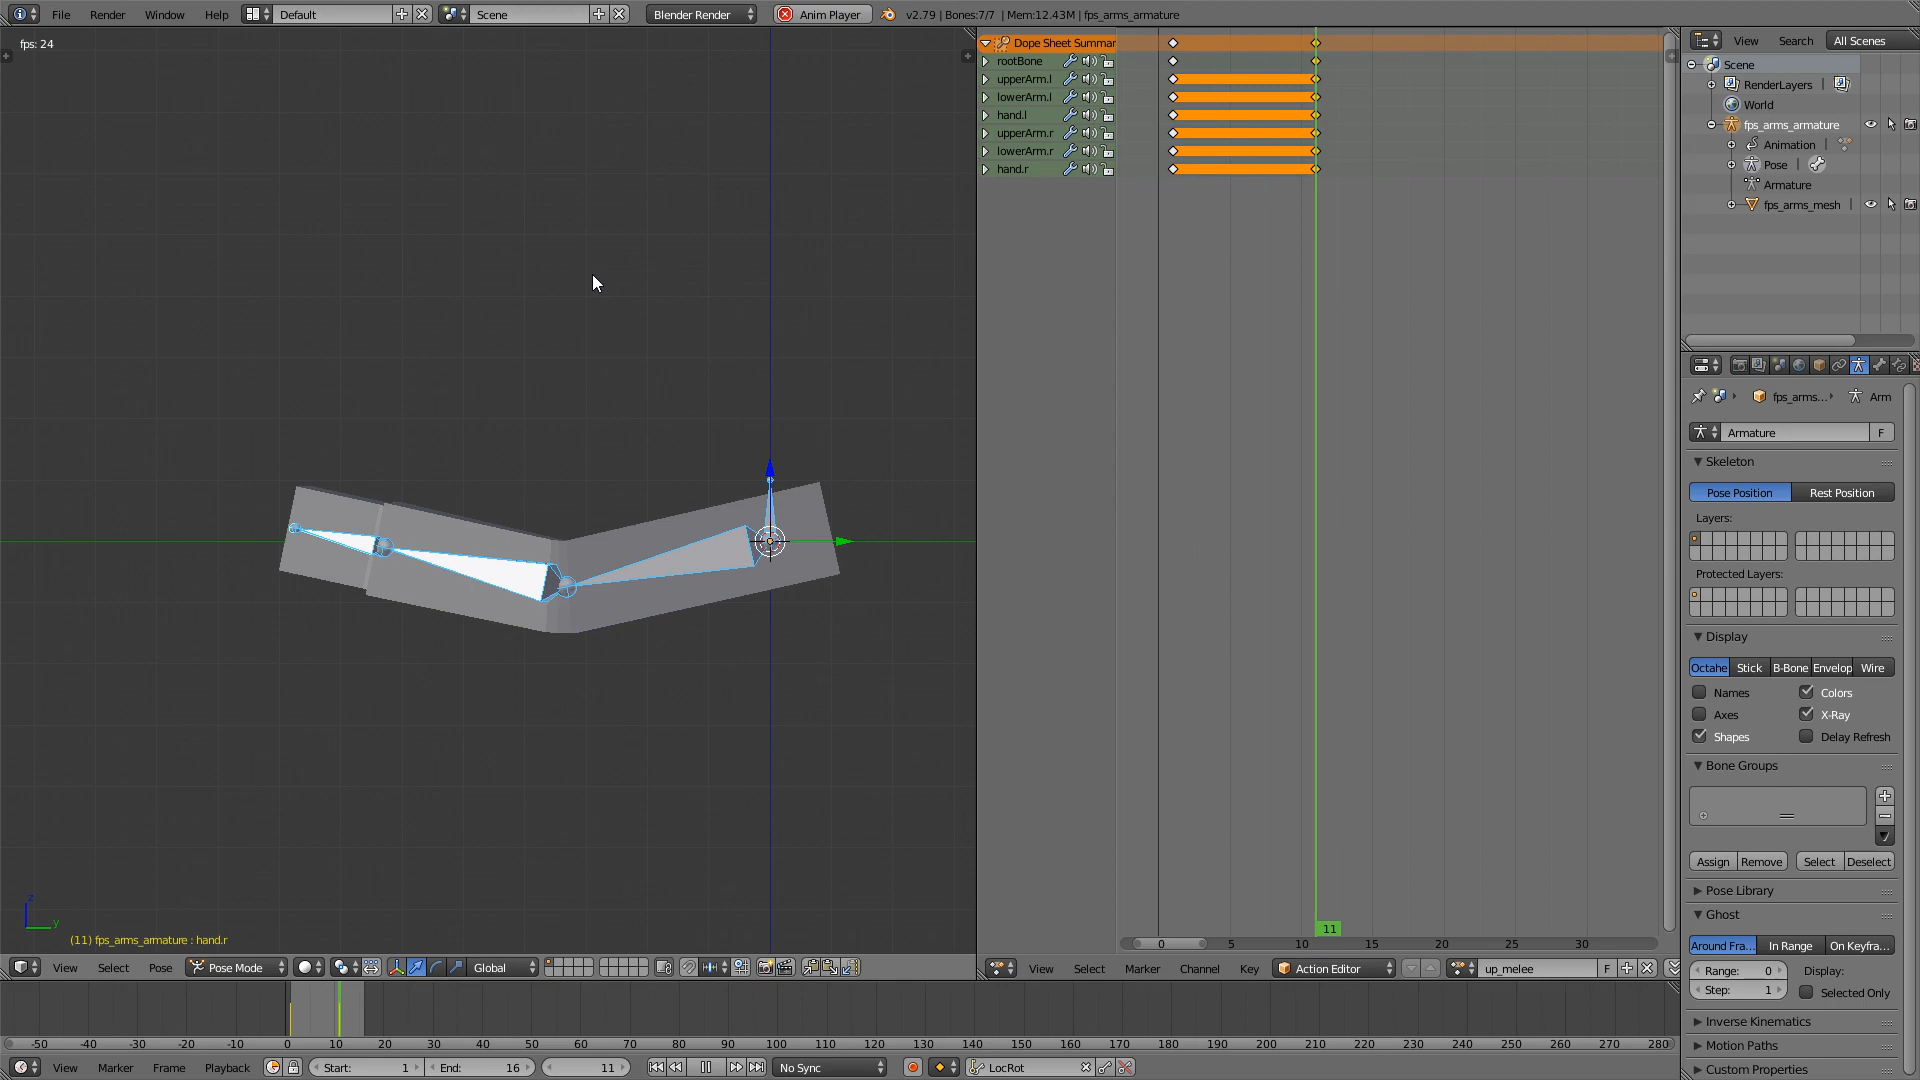 File Render Window Help Default Scene Blender Render Anim Player v2.79 | Bones:7/7 | Mem:12.43M | fps_arms_armature
fps: 24
Dope Sheet Summar
rootBone
upperArm.l
lowerArm.l
hand.l
upperArm.r
lowerArm.r
hand.r
View Search All Scenes
Scene
RenderLayers
World
fps_arms_armature
Animation
Pose
Armature
fps_arms_mesh
fps_arms... Arm
Armature F
Skeleton
Pose Position Rest Position
Layers:
Protected Layers:
Display
Octahe Stick B-Bone Envelop Wire
Names Colors
Axes X-Ray
Shapes Delay Refresh
Bone Groups
Assign Remove Select Deselect
Pose Library
Ghost
Around Fra... In Range On Keyfra...
Range: 0 Display:
Step: 1 Selected Only
Inverse Kinematics
Motion Paths
Custom Properties
z
y
(11) fps_arms_armature : hand.r
11
0 5 10 15 20 25 30
View Select Pose Pose Mode Global
View Select Marker Channel Key Action Editor up_melee F
-50 -40 -30 -20 -10 0 10 20 30 40 50 60 70 80 90 100 110 120 130 140 150 160 170 180 190 200 210 220 230 240 250 260 270 280
View Marker Frame Playback Start: 1 End: 16 11 No Sync LocRot